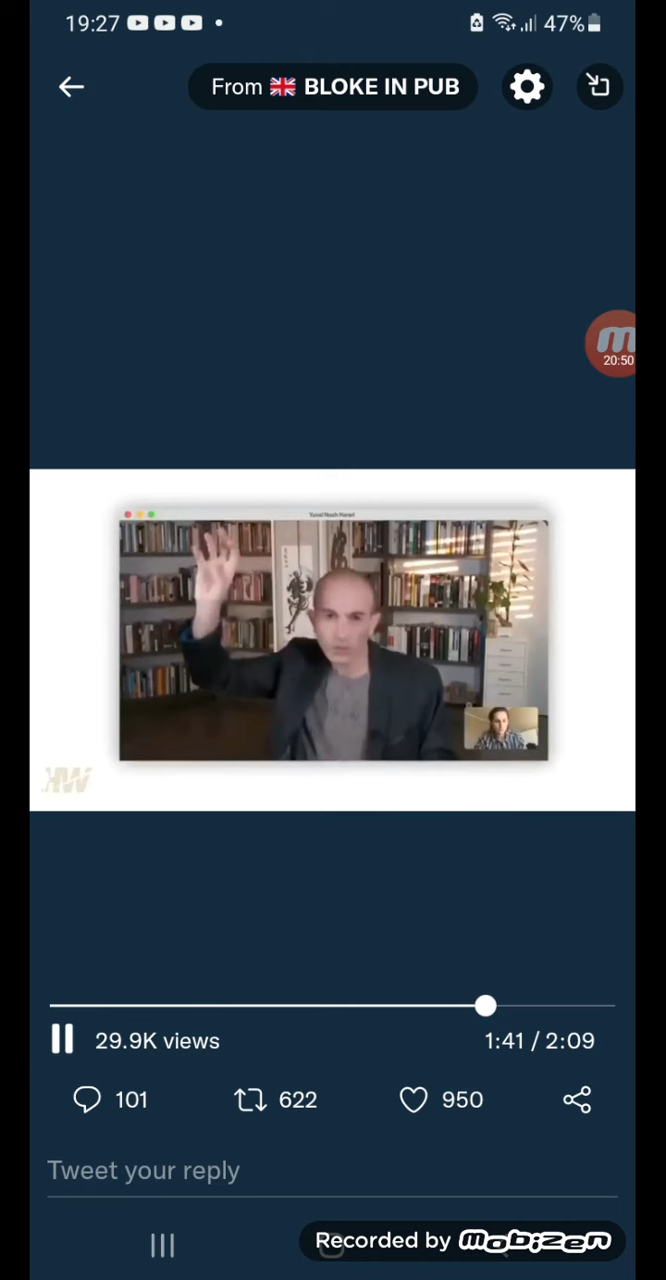 19:27
47%
From 🇬🇧 BLOKE IN PUB
20:50
Yuval Noah Harari
29.9K views
1:41 / 2:09
101
622
950
Tweet your reply
Recorded by mobizen